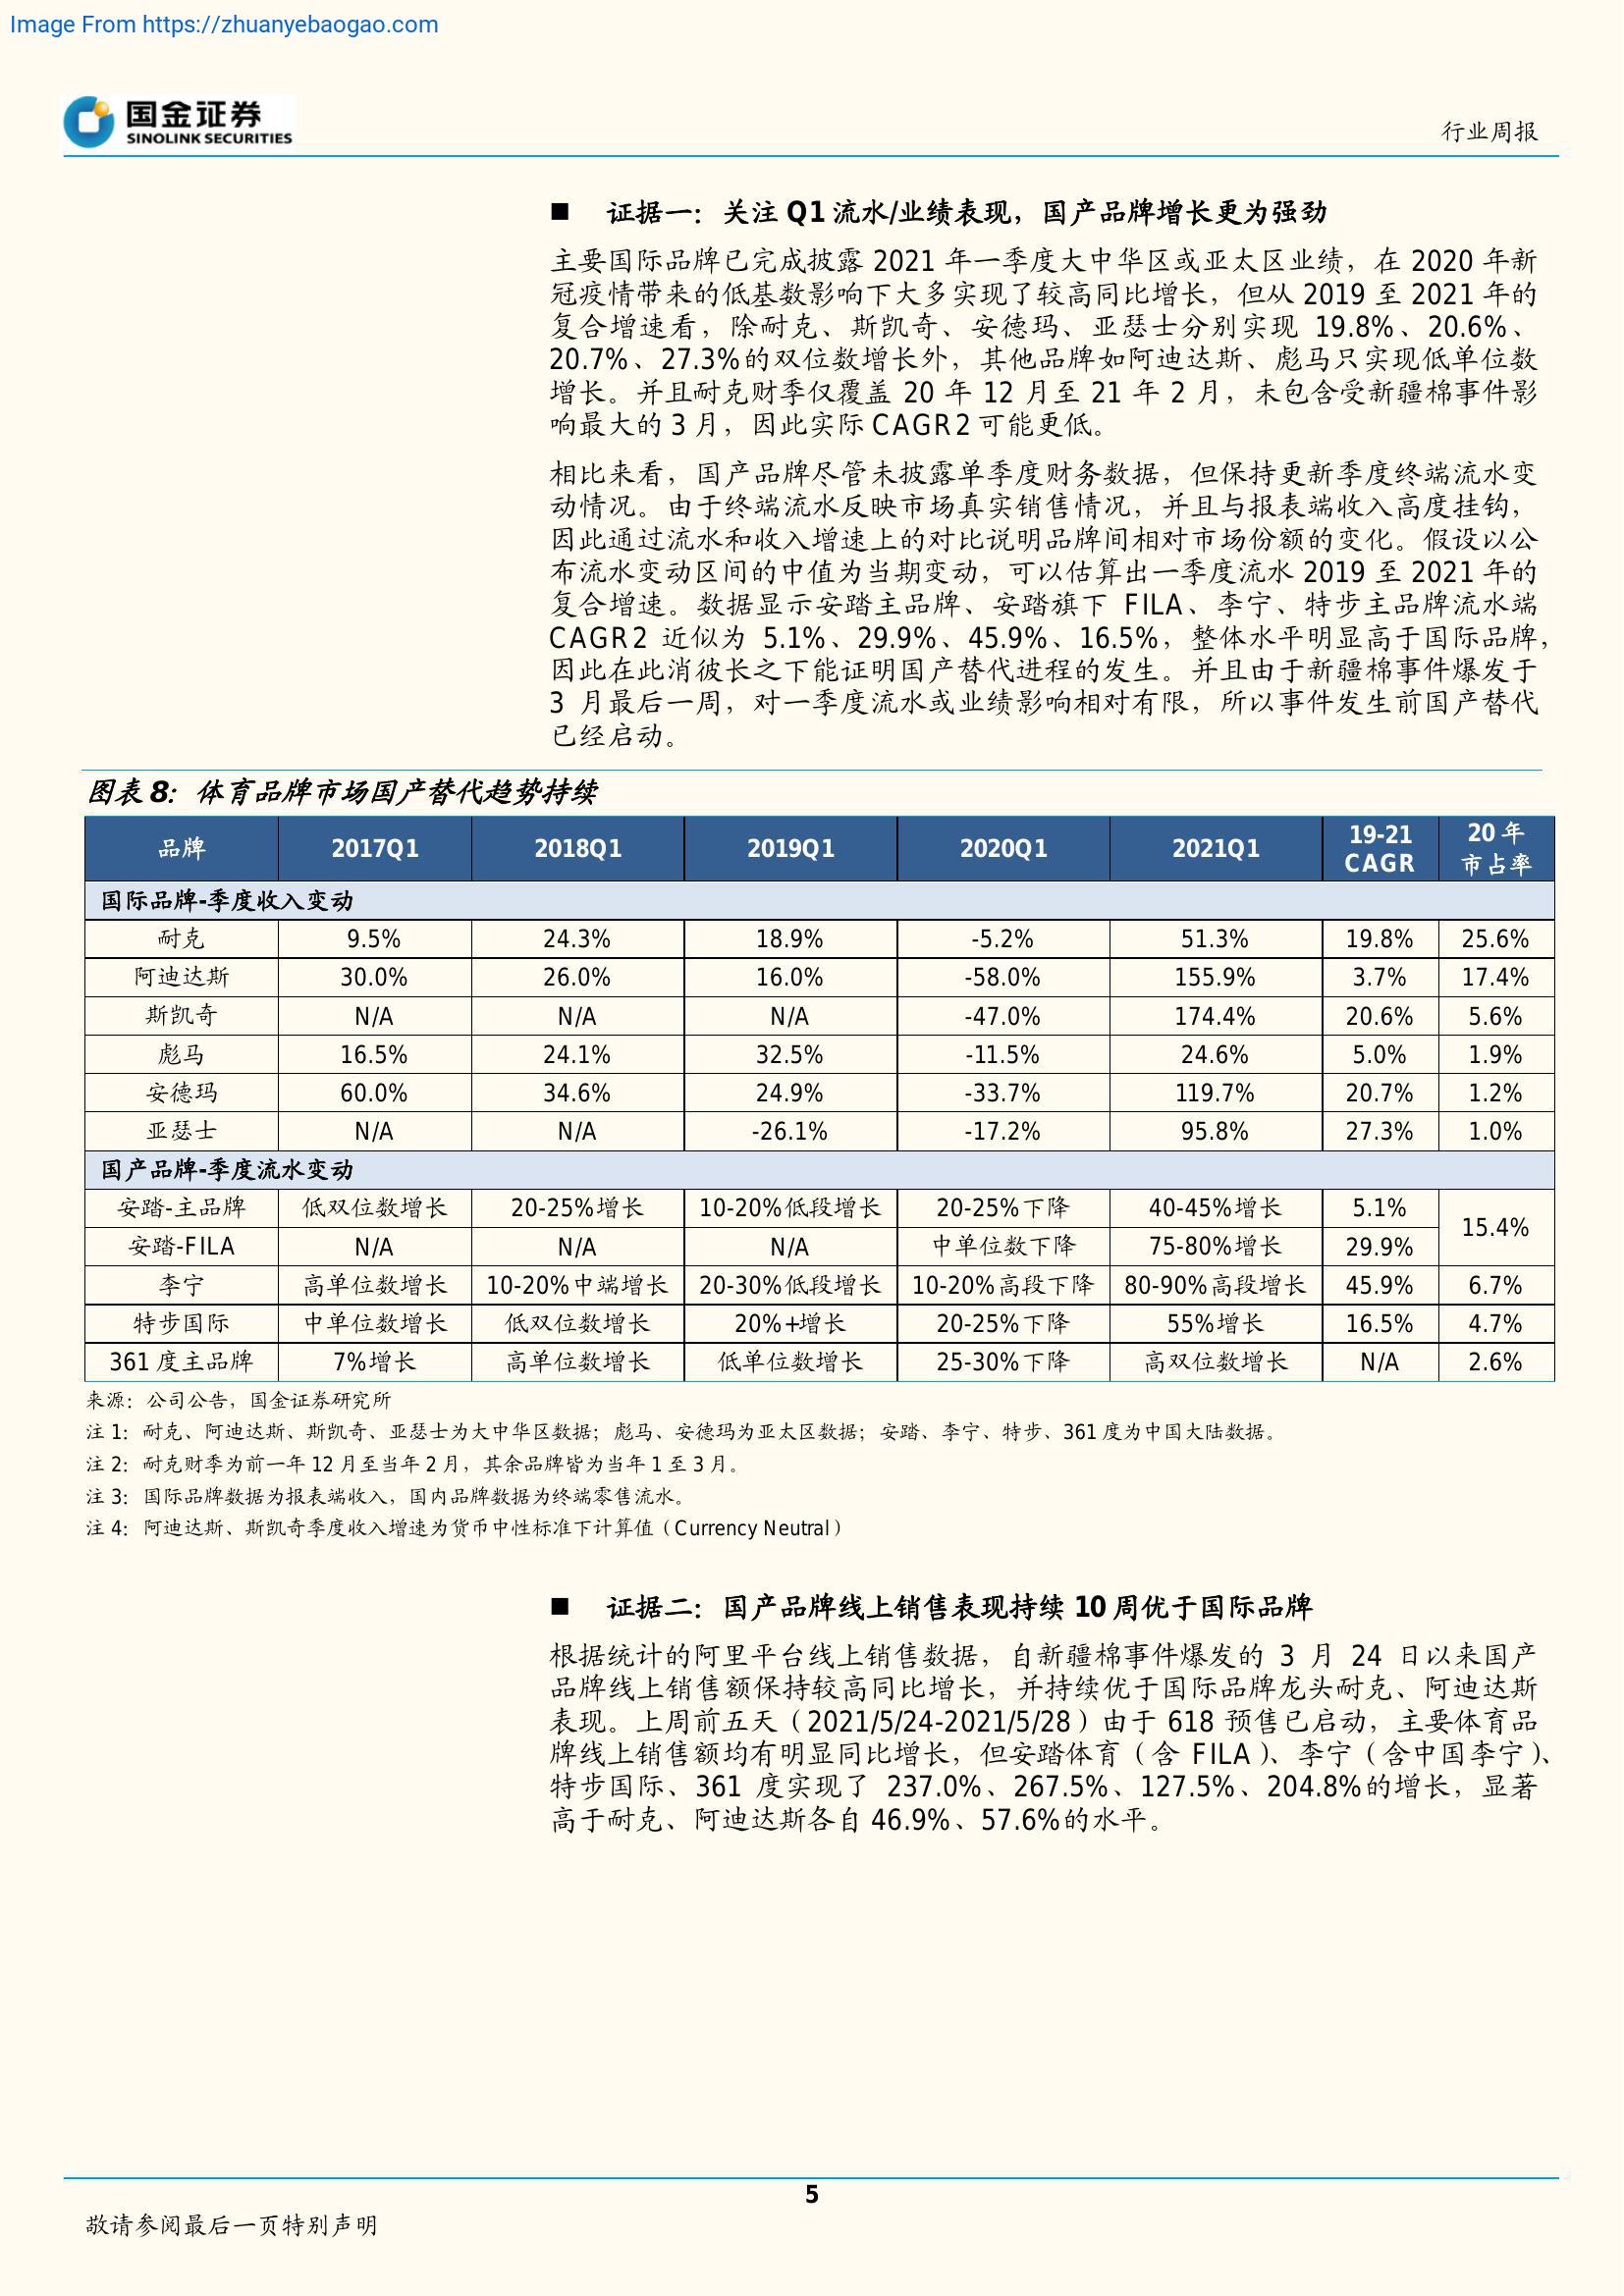 Image From https://zhuanyebaogao.com
国金证券
SINOLINK SECURITIES
行业周报
■ 证据一：关注 Q1 流水/业绩表现，国产品牌增长更为强劲
主要国际品牌已完成披露 2021 年一季度大中华区或亚太区业绩，在 2020 年新
冠疫情带来的低基数影响下大多实现了较高同比增长，但从 2019 至 2021 年的
复合增速看，除耐克、斯凯奇、安德玛、亚瑟士分别实现 19.8%、20.6%、
20.7%、27.3%的双位数增长外，其他品牌如阿迪达斯、彪马只实现低单位数
增长。并且耐克财季仅覆盖 20 年 12 月至 21 年 2 月，未包含受新疆棉事件影
响最大的 3 月，因此实际 CAGR2 可能更低。
相比来看，国产品牌尽管未披露单季度财务数据，但保持更新季度终端流水变
动情况。由于终端流水反映市场真实销售情况，并且与报表端收入高度挂钩，
因此通过流水和收入增速上的对比说明品牌间相对市场份额的变化。假设以公
布流水变动区间的中值为当期变动，可以估算出一季度流水 2019 至 2021 年的
复合增速。数据显示安踏主品牌、安踏旗下 FILA、李宁、特步主品牌流水端
CAGR2 近似为 5.1%、29.9%、45.9%、16.5%，整体水平明显高于国际品牌，
因此在此消彼长之下能证明国产替代进程的发生。并且由于新疆棉事件爆发于
3 月最后一周，对一季度流水或业绩影响相对有限，所以事件发生前国产替代
已经启动。
图表 8：体育品牌市场国产替代趋势持续
品牌 2017Q1 2018Q1 2019Q1 2020Q1 2021Q1 19-21 CAGR 20 年 市占率
国际品牌-季度收入变动
耐克 9.5% 24.3% 18.9% -5.2% 51.3% 19.8% 25.6%
阿迪达斯 30.0% 26.0% 16.0% -58.0% 155.9% 3.7% 17.4%
斯凯奇 N/A N/A N/A -47.0% 174.4% 20.6% 5.6%
彪马 16.5% 24.1% 32.5% -11.5% 24.6% 5.0% 1.9%
安德玛 60.0% 34.6% 24.9% -33.7% 119.7% 20.7% 1.2%
亚瑟士 N/A N/A -26.1% -17.2% 95.8% 27.3% 1.0%
国产品牌-季度流水变动
安踏-主品牌 低双位数增长 20-25%增长 10-20%低段增长 20-25%下降 40-45%增长 5.1% 15.4%
安踏-FILA N/A N/A N/A 中单位数下降 75-80%增长 29.9%
李宁 高单位数增长 10-20%中端增长 20-30%低段增长 10-20%高段下降 80-90%高段增长 45.9% 6.7%
特步国际 中单位数增长 低双位数增长 20%+增长 20-25%下降 55%增长 16.5% 4.7%
361 度主品牌 7%增长 高单位数增长 低单位数增长 25-30%下降 高双位数增长 N/A 2.6%
来源：公司公告，国金证券研究所
注 1：耐克、阿迪达斯、斯凯奇、亚瑟士为大中华区数据；彪马、安德玛为亚太区数据；安踏、李宁、特步、361 度为中国大陆数据。
注 2：耐克财季为前一年 12 月至当年 2 月，其余品牌皆为当年 1 至 3 月。
注 3：国际品牌数据为报表端收入，国内品牌数据为终端零售流水。
注 4：阿迪达斯、斯凯奇季度收入增速为货币中性标准下计算值（Currency Neutral）
■ 证据二：国产品牌线上销售表现持续 10 周优于国际品牌
根据统计的阿里平台线上销售数据，自新疆棉事件爆发的 3 月 24 日以来国产
品牌线上销售额保持较高同比增长，并持续优于国际品牌龙头耐克、阿迪达斯
表现。上周前五天（2021/5/24-2021/5/28）由于 618 预售已启动，主要体育品
牌线上销售额均有明显同比增长，但安踏体育（含 FILA）、李宁（含中国李宁）、
特步国际、361 度实现了 237.0%、267.5%、127.5%、204.8%的增长，显著
高于耐克、阿迪达斯各自 46.9%、57.6%的水平。
5
敬请参阅最后一页特别声明